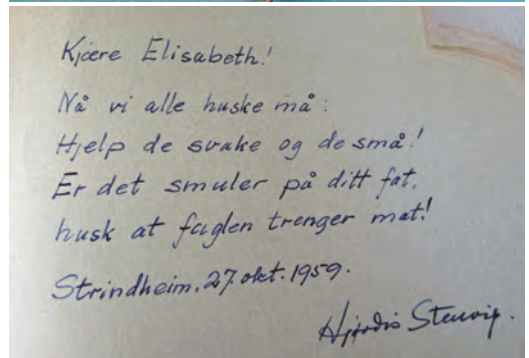 Kjære Elisabeth!
Nå vi alle huske må:
Hjelp de svake og de små!
Er det smuler på ditt fat,
husk at fuglen trenger mat!
Strindheim, 27. okt. 1959.
Hjørdis